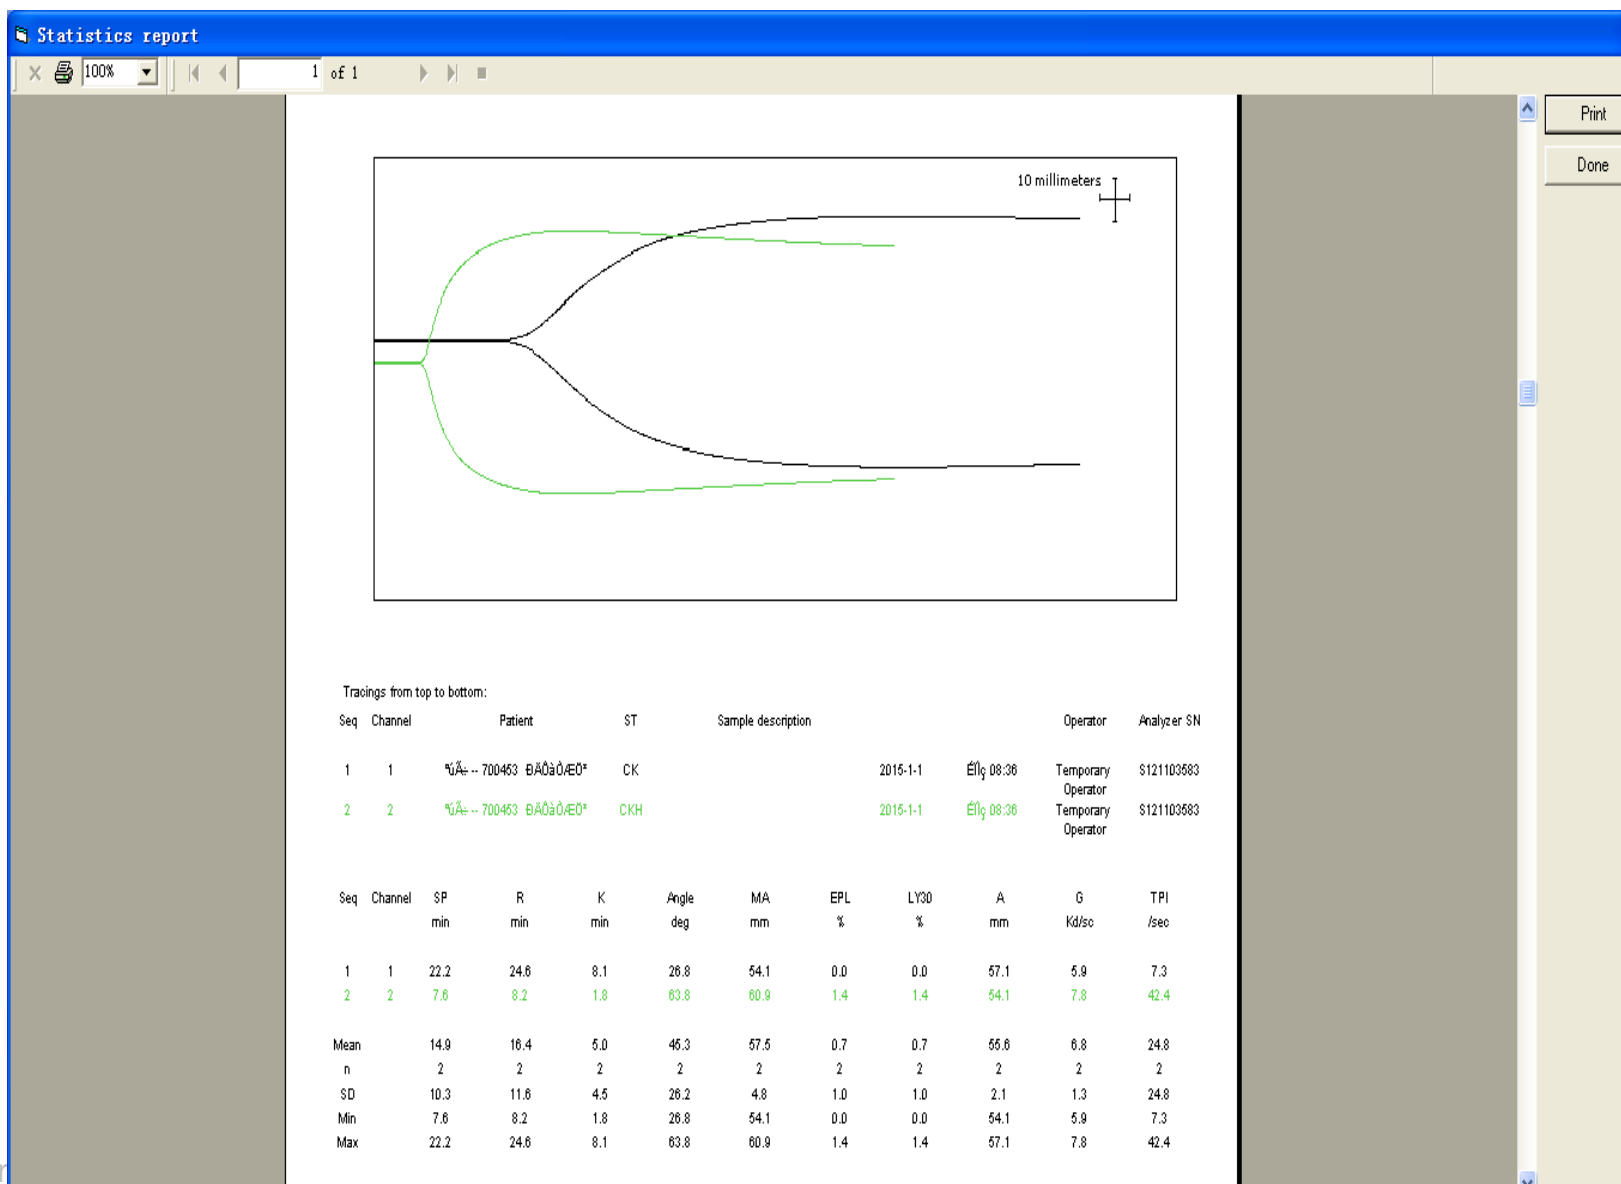 Statistics report
100% 1 of 1
Print
Done
10 millimeters
Tracings from top to bottom:
Seq Channel Patient ST Sample description Operator Analyzer SN
1 1 -- 700453 CK 2015-1-1 08:36 Temporary Operator S121103583
2 2 -- 700453 CKH 2015-1-1 08:36 Temporary Operator S121103583
Seq Channel SP R K Angle MA EPL LY30 A G TPI
min min min deg mm % % mm Kd/sc /sec
1 1 22.2 24.6 8.1 26.8 54.1 0.0 0.0 57.1 5.9 7.3
2 2 7.6 8.2 1.8 63.8 60.9 1.4 1.4 54.1 7.8 42.4
Mean 14.9 16.4 5.0 45.3 57.5 0.7 0.7 55.6 6.8 24.8
n 2 2 2 2 2 2 2 2 2 2
SD 10.3 11.6 4.5 26.2 4.8 1.0 1.0 2.1 1.3 24.8
Min 7.6 8.2 1.8 26.8 54.1 0.0 0.0 54.1 5.9 7.3
Max 22.2 24.6 8.1 63.8 60.9 1.4 1.4 57.1 7.8 42.4